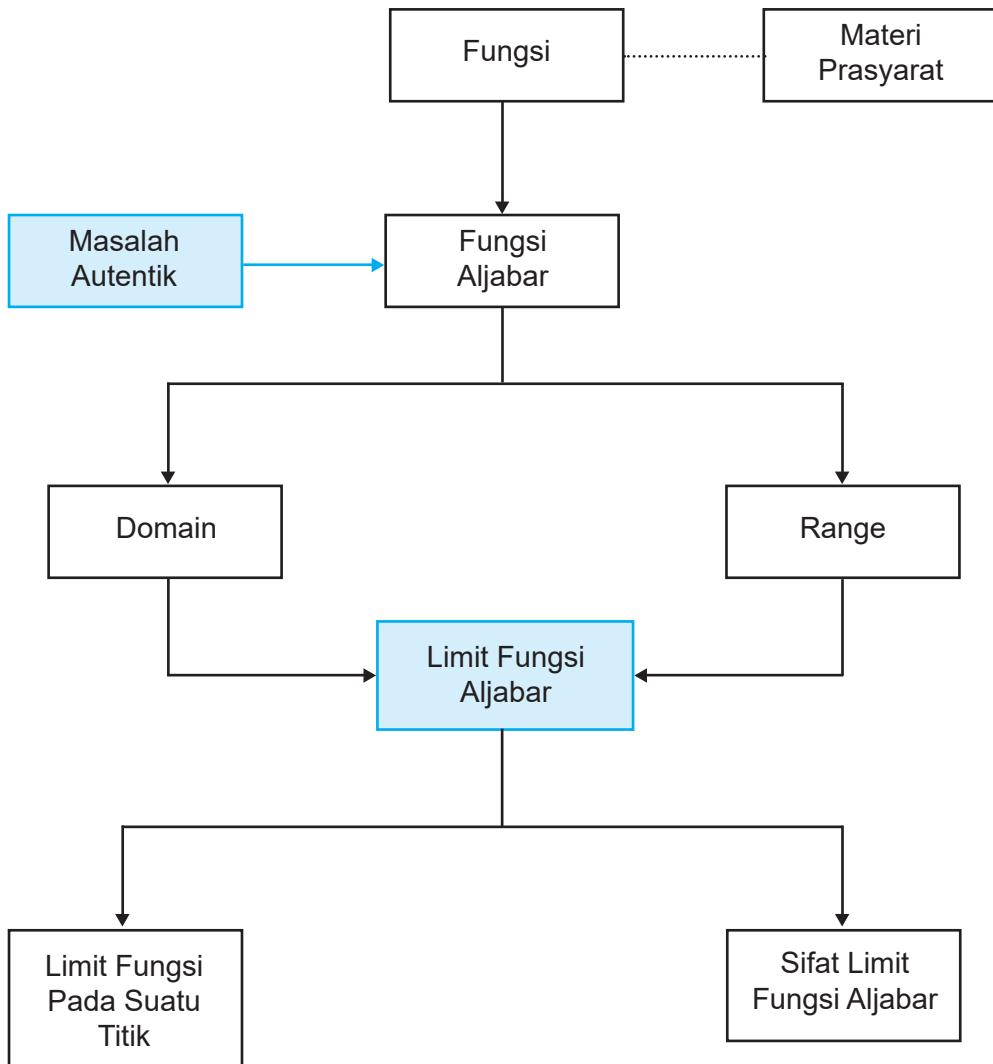 Fungsi
Materi
Prasyarat
Masalah
Autentik
Fungsi
Aljabar
Domain
Range
Limit Fungsi
Aljabar
Limit Fungsi
Pada Suatu
Titik
Sifat Limit
Fungsi Aljabar